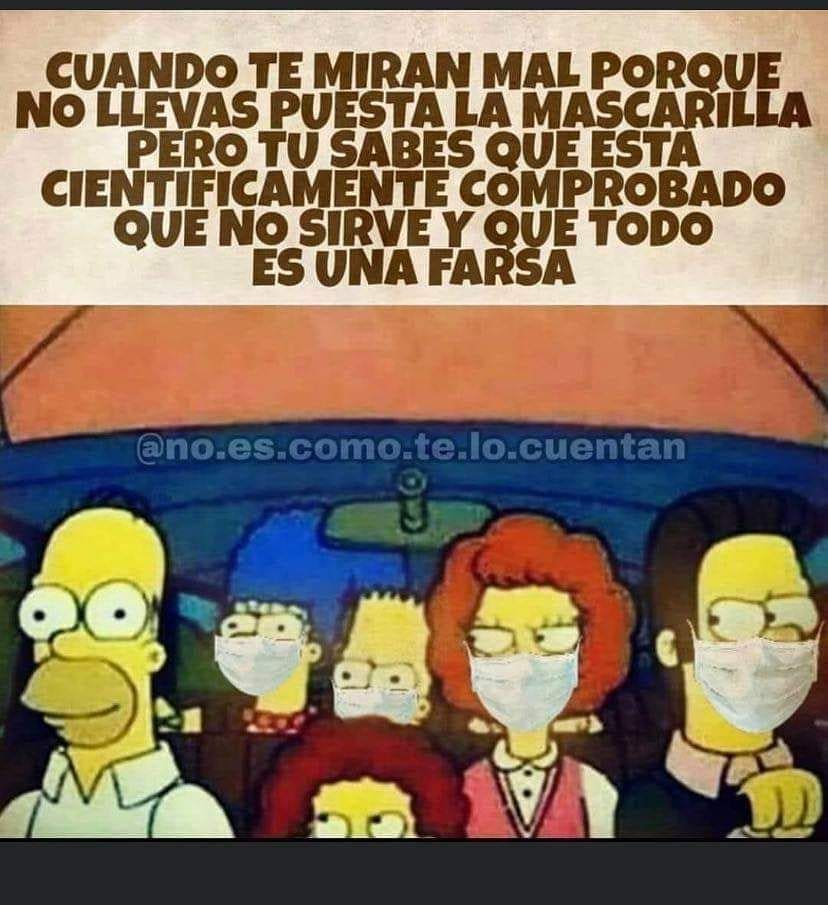 CUANDO TE MIRAN MAL PORQUE
NO LLEVAS PUESTA LA MASCARILLA
PERO TU SABES QUE ESTA
CIENTIFICAMENTE COMPROBADO
QUE NO SIRVE Y QUE TODO
ES UNA FARSA
@no.es.como.te.lo.cuentan